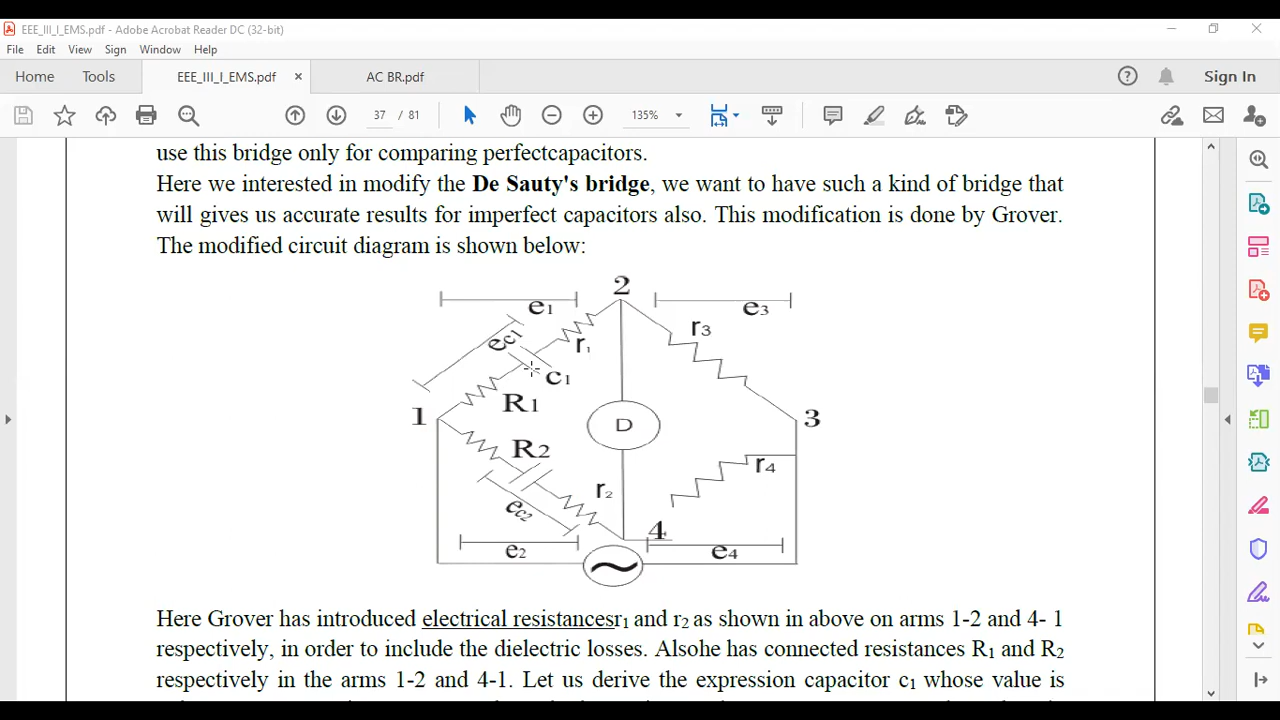 EEE_III_I_EMS.pdf - Adobe Acrobat Reader DC (32-bit)
File Edit View Sign Window Help
Home Tools EEE_III_I_EMS.pdf × AC BR.pdf Sign In
37 / 81 135%
use this bridge only for comparing perfectcapacitors.
Here we interested in modify the De Sauty's bridge, we want to have such a kind of bridge that
will gives us accurate results for imperfect capacitors also. This modification is done by Grover.
The modified circuit diagram is shown below:
2
e1 e3
ec1 r1 r3
c1
R1
1 D 3
R2
r4
r2
ec2
4
e2 e4
Here Grover has introduced electrical resistancesr1 and r2 as shown in above on arms 1-2 and 4- 1
respectively, in order to include the dielectric losses. Alsohe has connected resistances R1 and R2
respectively in the arms 1-2 and 4-1. Let us derive the expression capacitor c1 whose value is